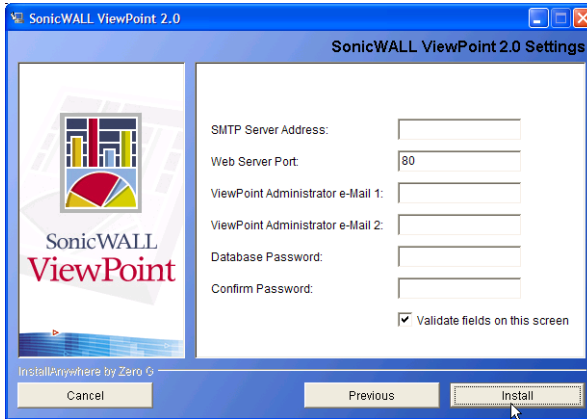 SonicWALL ViewPoint 2.0
SonicWALL ViewPoint 2.0 Settings
SMTP Server Address:
Web Server Port: 80
ViewPoint Administrator e-Mail 1:
ViewPoint Administrator e-Mail 2:
Database Password:
Confirm Password:
Validate fields on this screen
SonicWALL
ViewPoint
InstallAnywhere by Zero G
Cancel Previous Install